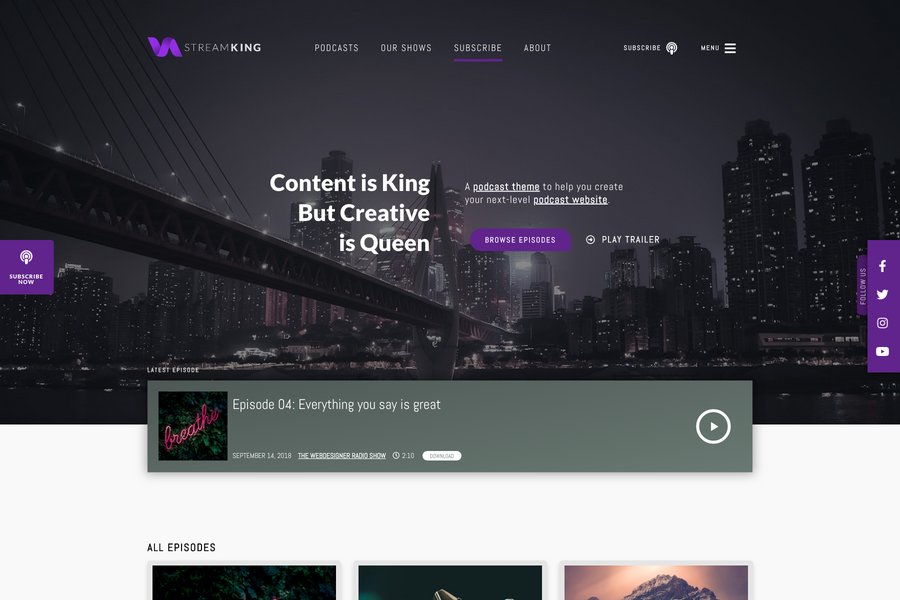 STREAMKING
PODCASTS
OUR SHOWS
SUBSCRIBE
ABOUT
SUBSCRIBE
MENU
Content is King
But Creative
is Queen
A podcast theme to help you create
your next-level podcast website.
BROWSE EPISODES
PLAY TRAILER
SUBSCRIBE
NOW
FOLLOW US
LATEST EPISODE
breathe
Episode 04: Everything you say is great
SEPTEMBER 14, 2018
THE WEBDESIGNER RADIO SHOW
2:10
DOWNLOAD
ALL EPISODES